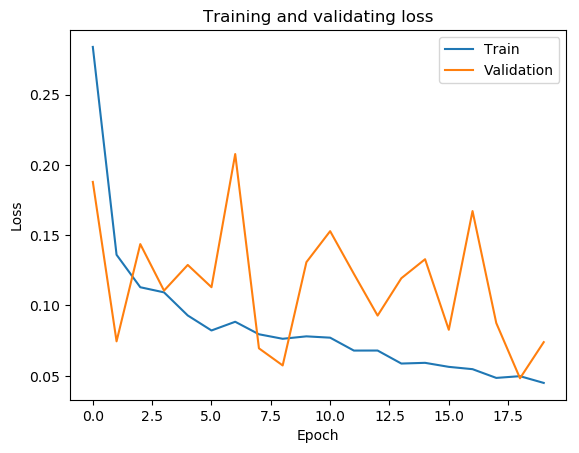 Training and validating loss
Train
Validation
0.25
0.20
0.15
0.10
0.05
Loss
0.0 2.5 5.0 7.5 10.0 12.5 15.0 17.5
Epoch